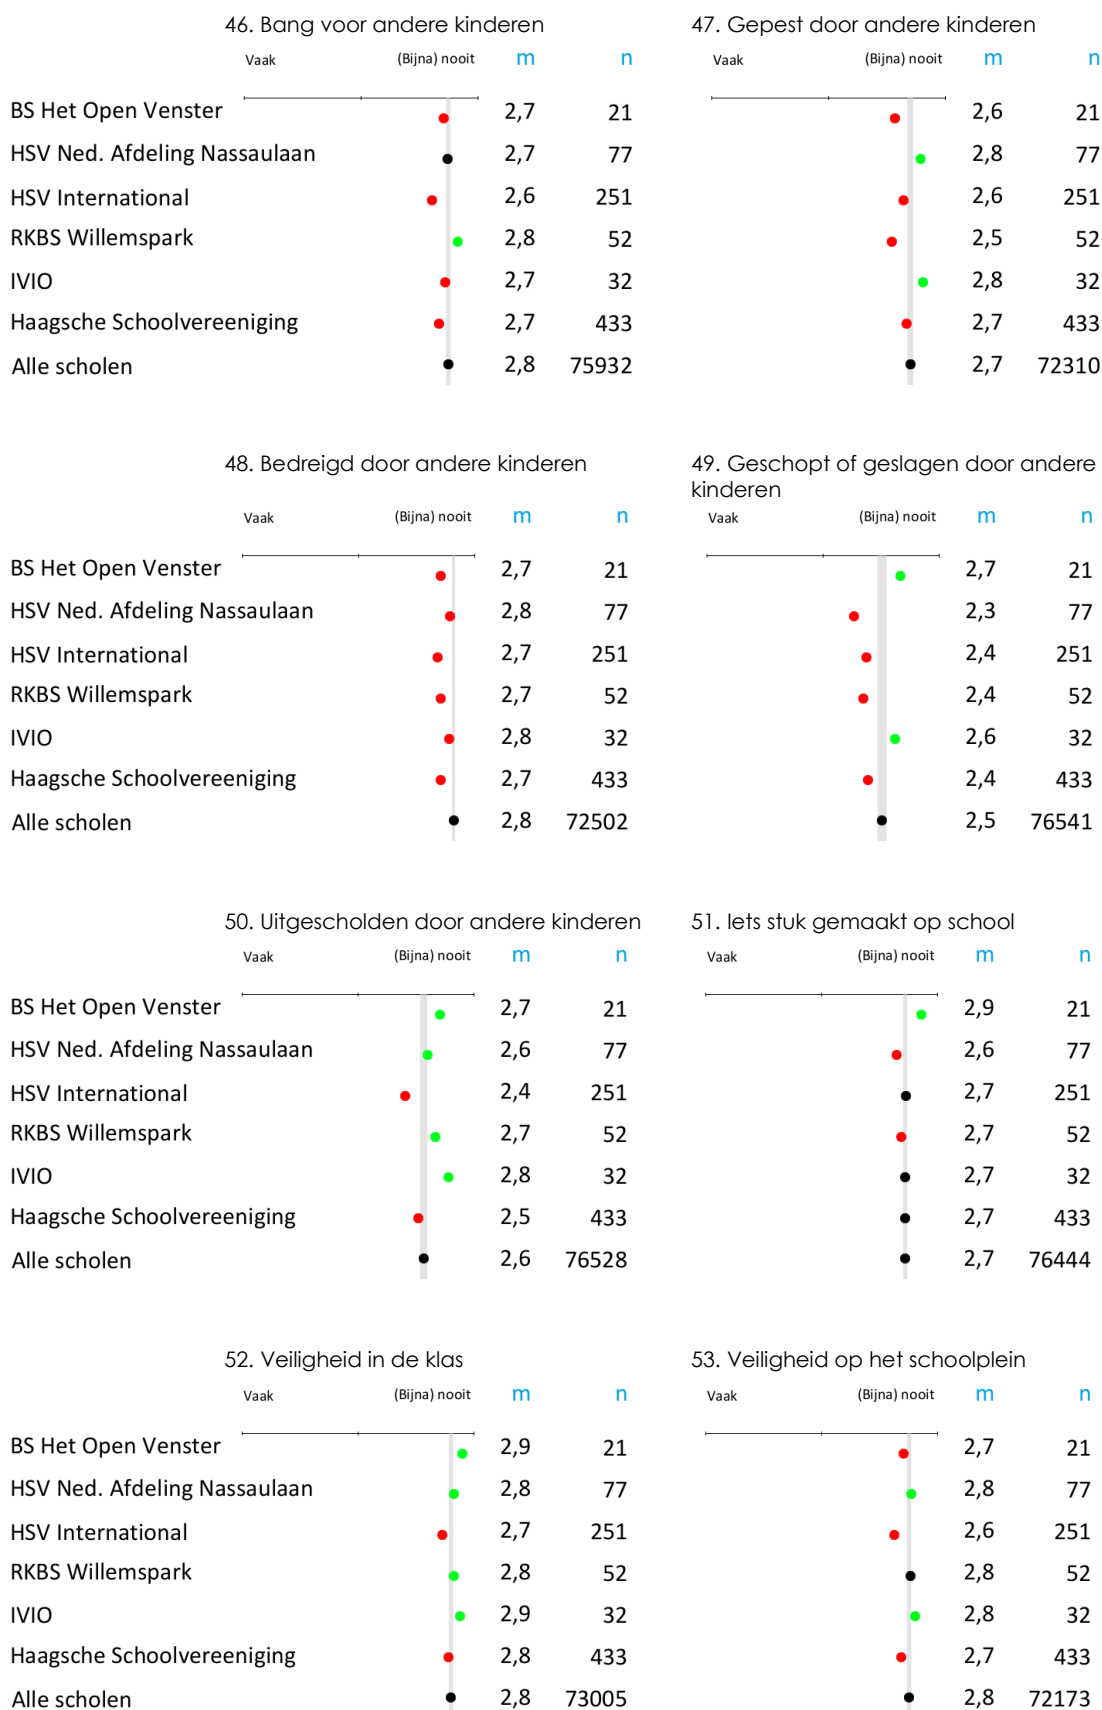 46. Bang voor andere kinderen
Vaak (Bijna) nooit m n
BS Het Open Venster 2,7 21
HSV Ned. Afdeling Nassaulaan 2,7 77
HSV International 2,6 251
RKBS Willemspark 2,8 52
IVIO 2,7 32
Haagsche Schoolvereeniging 2,7 433
Alle scholen 2,8 75932
47. Gepest door andere kinderen
Vaak (Bijna) nooit m n
2,6 21
2,8 77
2,6 251
2,5 52
2,8 32
2,7 433
2,7 72310
48. Bedreigd door andere kinderen
Vaak (Bijna) nooit m n
BS Het Open Venster 2,7 21
HSV Ned. Afdeling Nassaulaan 2,8 77
HSV International 2,7 251
RKBS Willemspark 2,7 52
IVIO 2,8 32
Haagsche Schoolvereeniging 2,7 433
Alle scholen 2,8 72502
49. Geschopt of geslagen door andere
kinderen
Vaak (Bijna) nooit m n
2,7 21
2,3 77
2,4 251
2,4 52
2,6 32
2,4 433
2,5 76541
50. Uitgescholden door andere kinderen
Vaak (Bijna) nooit m n
BS Het Open Venster 2,7 21
HSV Ned. Afdeling Nassaulaan 2,6 77
HSV International 2,4 251
RKBS Willemspark 2,7 52
IVIO 2,8 32
Haagsche Schoolvereeniging 2,5 433
Alle scholen 2,6 76528
51. Iets stuk gemaakt op school
Vaak (Bijna) nooit m n
2,9 21
2,6 77
2,7 251
2,7 52
2,7 32
2,7 433
2,7 76444
52. Veiligheid in de klas
Vaak (Bijna) nooit m n
BS Het Open Venster 2,9 21
HSV Ned. Afdeling Nassaulaan 2,8 77
HSV International 2,7 251
RKBS Willemspark 2,8 52
IVIO 2,9 32
Haagsche Schoolvereeniging 2,8 433
Alle scholen 2,8 73005
53. Veiligheid op het schoolplein
Vaak (Bijna) nooit m n
2,7 21
2,8 77
2,6 251
2,8 52
2,8 32
2,7 433
2,8 72173